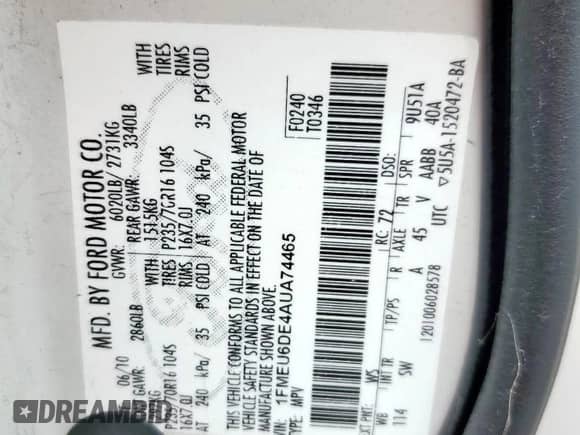 MFD. BY FORD MOTOR CO.
06/10 GVWR: 6020LB/ 2731KG
GAWR: 2860LB REAR GAWR: 3340LB
WITH 1515KG WITH
P235/70R16 104S TIRES P235/7GR16 104S TIRES
16X7.0J RIMS 16X7.0J RIMS
AT 240 kPa/ 35 PSI COLD AT 240 kPa/ 35 PSI COLD
THIS VEHICLE CONFORMS TO ALL APPLICABLE FEDERAL MOTOR
VEHICLE SAFETY STANDARDS IN EFFECT ON THE DATE OF
MANUFACTURE SHOWN ABOVE.
1FMEU6DE4AUA74465
TYPE: MPV
F0240
T0346
EXT PNT: RC: 72 DSO:
WB INT TR TP/PS R AXLE TR SPR 9U51A
114 SW A 45 V AABB 40A
1201006028578 UTC ▽5U5A-1520472-BA
DREAMBID